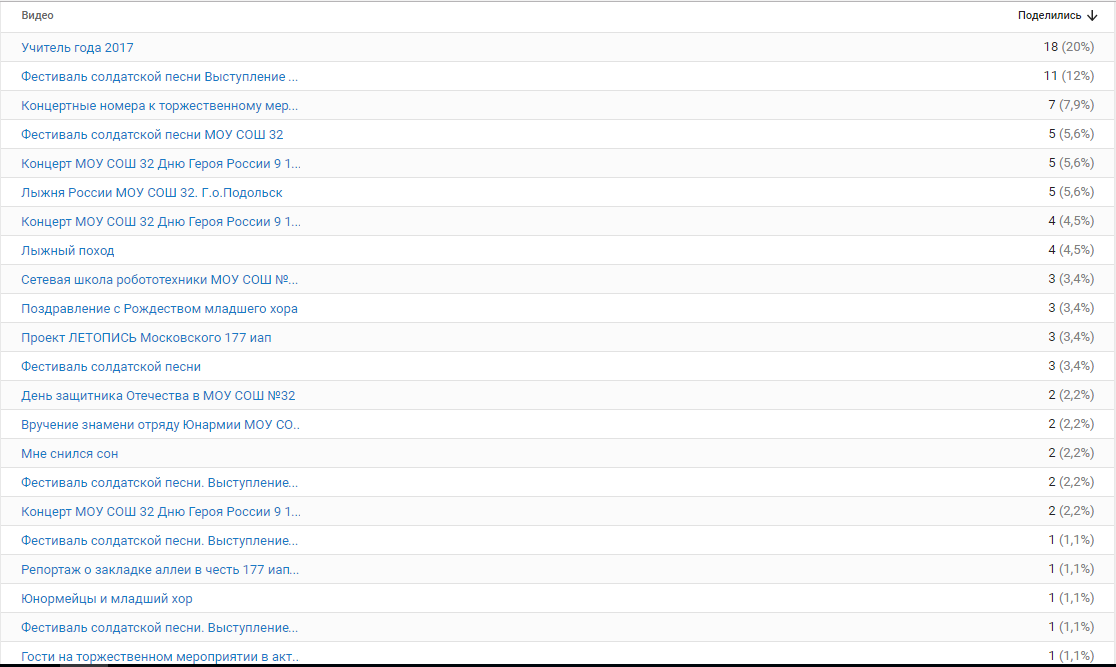 Видео Поделились
Учитель года 2017 18 (20%)
Фестиваль солдатской песни Выступление ... 11 (12%)
Концертные номера к торжественному мер... 7 (7,9%)
Фестиваль солдатской песни МОУ СОШ 32 5 (5,6%)
Концерт МОУ СОШ 32 Дню Героя России 9 1... 5 (5,6%)
Лыжня России МОУ СОШ 32. Г.о.Подольск 5 (5,6%)
Концерт МОУ СОШ 32 Дню Героя России 9 1... 4 (4,5%)
Лыжный поход 4 (4,5%)
Сетевая школа робототехники МОУ СОШ №... 3 (3,4%)
Поздравление с Рождеством младшего хора 3 (3,4%)
Проект ЛЕТОПИСЬ Московского 177 иап 3 (3,4%)
Фестиваль солдатской песни 3 (3,4%)
День защитника Отечества в МОУ СОШ №32 2 (2,2%)
Вручение знамени отряду Юнармии МОУ СО.. 2 (2,2%)
Мне снился сон 2 (2,2%)
Фестиваль солдатской песни. Выступление... 2 (2,2%)
Концерт МОУ СОШ 32 Дню Героя России 9 1... 2 (2,2%)
Фестиваль солдатской песни. Выступление... 1 (1,1%)
Репортаж о закладке аллеи в честь 177 иап... 1 (1,1%)
Юнормейцы и младший хор 1 (1,1%)
Фестиваль солдатской песни. Выступление... 1 (1,1%)
Гости на торжественном мероприятии в акт.. 1 (1,1%)